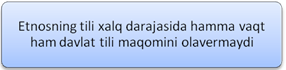 Etnosning tili xalq darajasida hamma vaqt
ham davlat tili maqomini olavermaydi